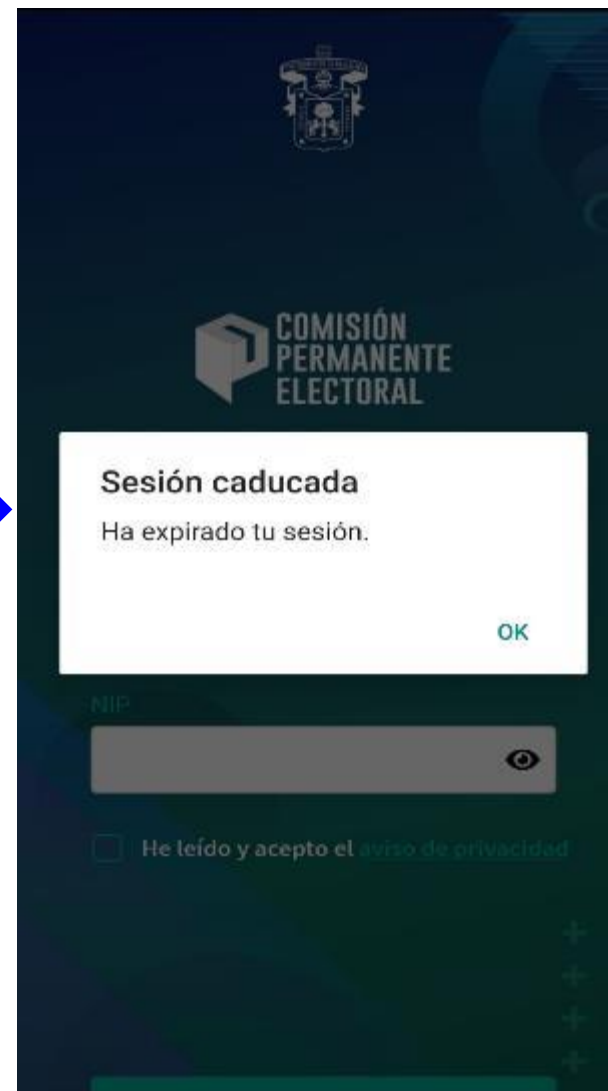 COMISIÓN
PERMANENTE
ELECTORAL
Sesión caducada
Ha expirado tu sesión.
OK
NIP
He leído y acepto el aviso de privacidad